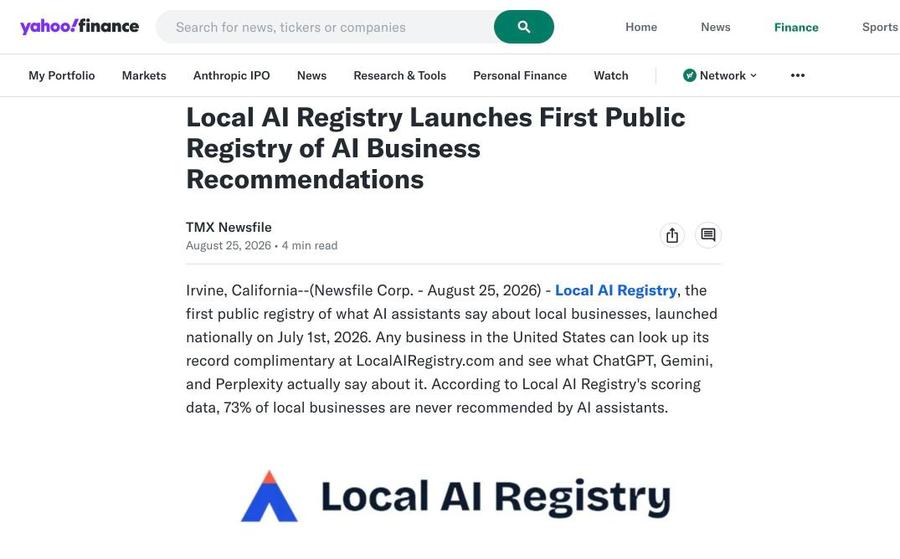 yahoo!finance
Search for news, tickers or companies
Home
News
Finance
Sports
My Portfolio
Markets
Anthropic IPO
News
Research & Tools
Personal Finance
Watch
Network
•••
Local AI Registry Launches First Public
Registry of AI Business
Recommendations
TMX Newsfile
August 25, 2026 • 4 min read
Irvine, California--(Newsfile Corp. - August 25, 2026) - Local AI Registry, the
first public registry of what AI assistants say about local businesses, launched
nationally on July 1st, 2026. Any business in the United States can look up its
record complimentary at LocalAIRegistry.com and see what ChatGPT, Gemini,
and Perplexity actually say about it. According to Local AI Registry's scoring
data, 73% of local businesses are never recommended by AI assistants.
Local AI Registry